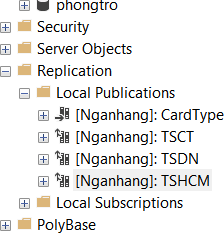 phongtro
Security
Server Objects
Replication
Local Publications
[Nganhang]: CardType
[Nganhang]: TSCT
[Nganhang]: TSDN
[Nganhang]: TSHCM
Local Subscriptions
PolyBase